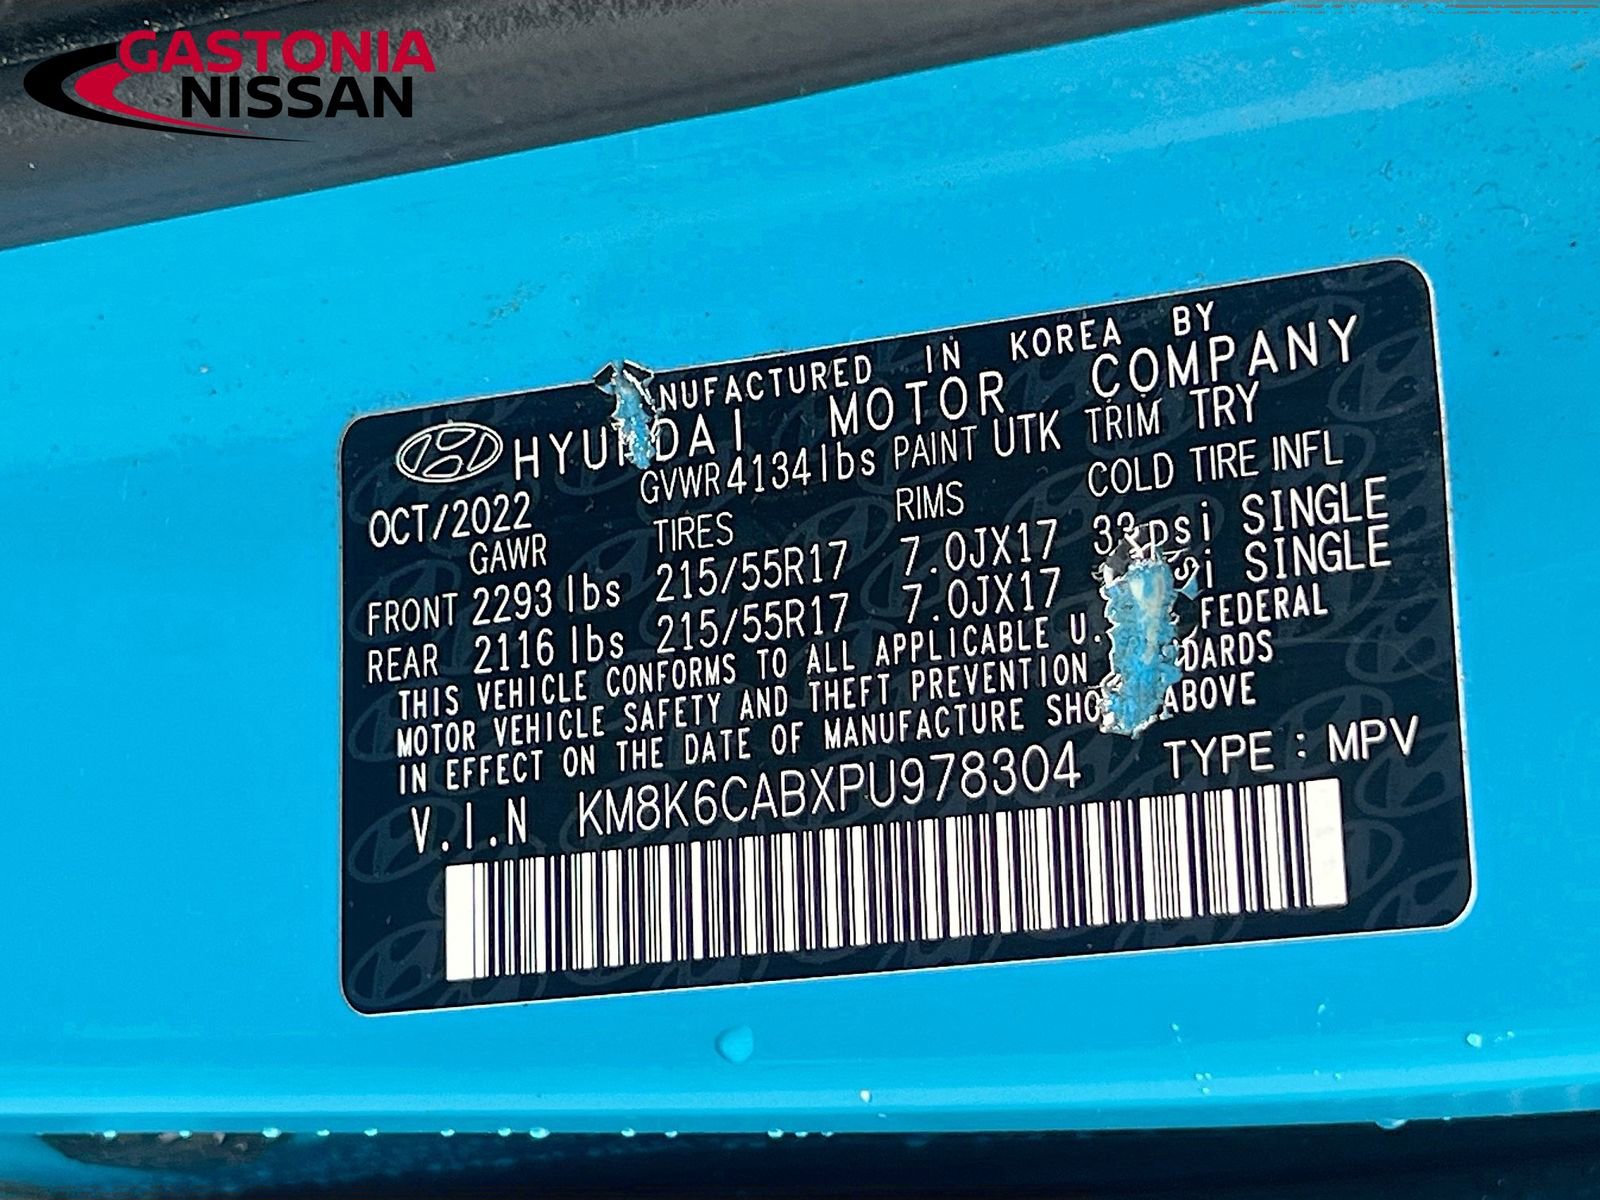 GASTONIA
NISSAN
NUFACTURED IN KOREA BY
HYUNDAI MOTOR COMPANY
OCT/2022 GVWR 4134 lbs PAINT UTK TRIM TRY
GAWR TIRES RIMS COLD TIRE INFL
FRONT 2293 lbs 215/55R17 7.0JX17 33 psi SINGLE
REAR 2116 lbs 215/55R17 7.0JX17 si SINGLE
THIS VEHICLE CONFORMS TO ALL APPLICABLE U. FEDERAL
MOTOR VEHICLE SAFETY AND THEFT PREVENTION DARDS
IN EFFECT ON THE DATE OF MANUFACTURE SHO ABOVE
V.I.N KM8K6CABXPU978304 TYPE : MPV